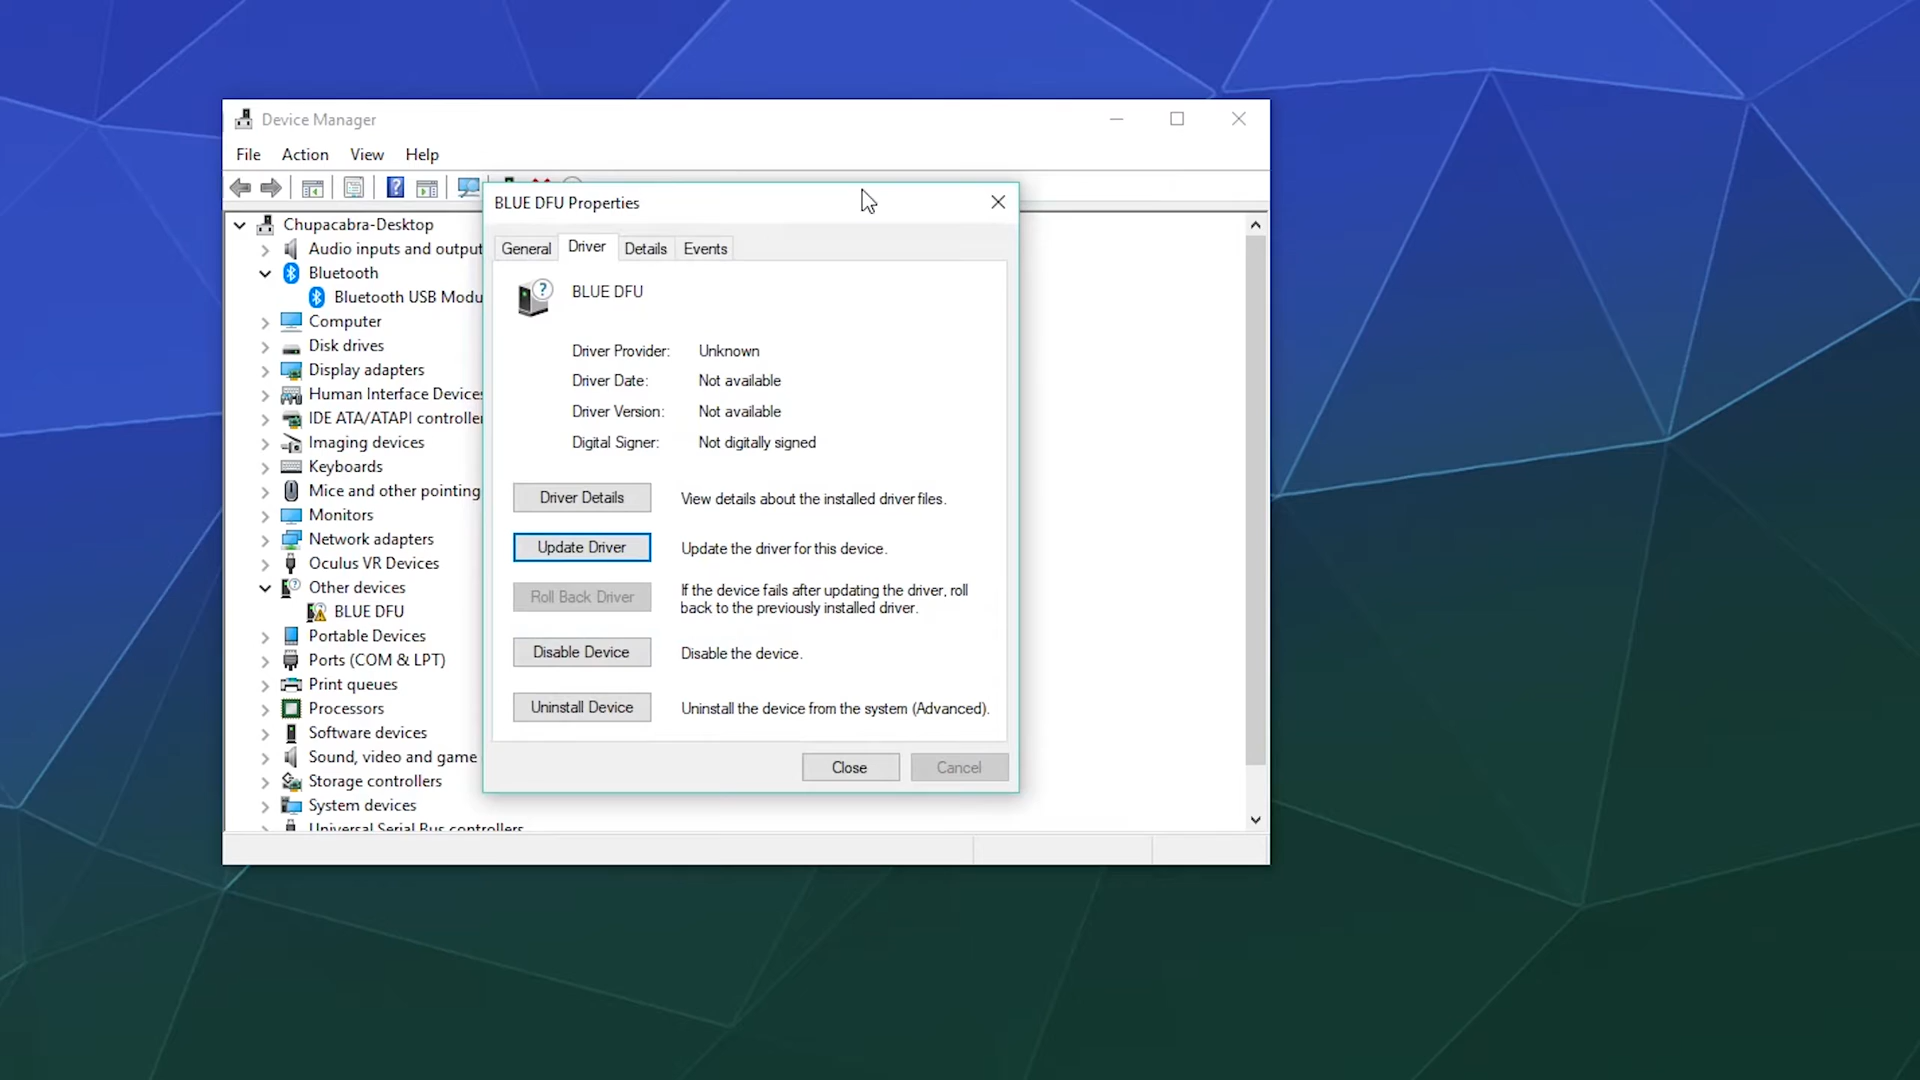 Device Manager
File Action View Help
BLUE DFU Properties
General Driver Details Events
BLUE DFU
Driver Provider: Unknown
Driver Date: Not available
Driver Version: Not available
Digital Signer: Not digitally signed
Driver Details View details about the installed driver files.
Update Driver Update the driver for this device.
Roll Back Driver If the device fails after updating the driver, roll
back to the previously installed driver.
Disable Device Disable the device.
Uninstall Device Uninstall the device from the system (Advanced).
Close Cancel
Chupacabra-Desktop
Audio inputs and output
Bluetooth
Bluetooth USB Modu
Computer
Disk drives
Display adapters
Human Interface Devices
IDE ATA/ATAPI controller
Imaging devices
Keyboards
Mice and other pointing
Monitors
Network adapters
Oculus VR Devices
Other devices
BLUE DFU
Portable Devices
Ports (COM & LPT)
Print queues
Processors
Software devices
Sound, video and game
Storage controllers
System devices
Universal Serial Bus controllers